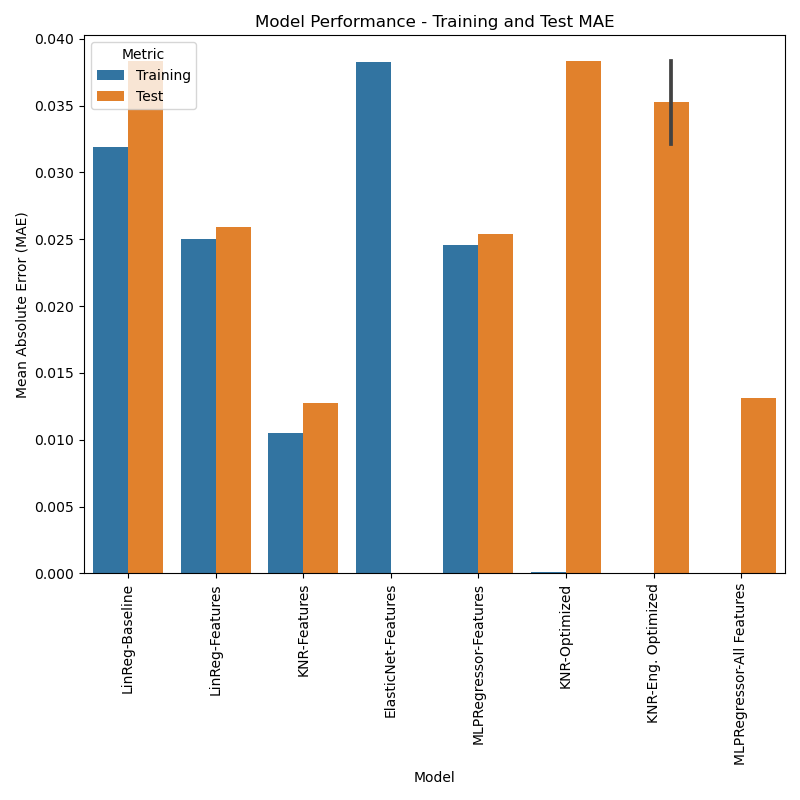 Model Performance - Training and Test MAE
Metric
Training
Test
Mean Absolute Error (MAE)
0.040
0.035
0.030
0.025
0.020
0.015
0.010
0.005
0.000
LinReg-Baseline
LinReg-Features
KNR-Features
ElasticNet-Features
MLPRegressor-Features
KNR-Optimized
KNR-Eng. Optimized
MLPRegressor-All Features
Model